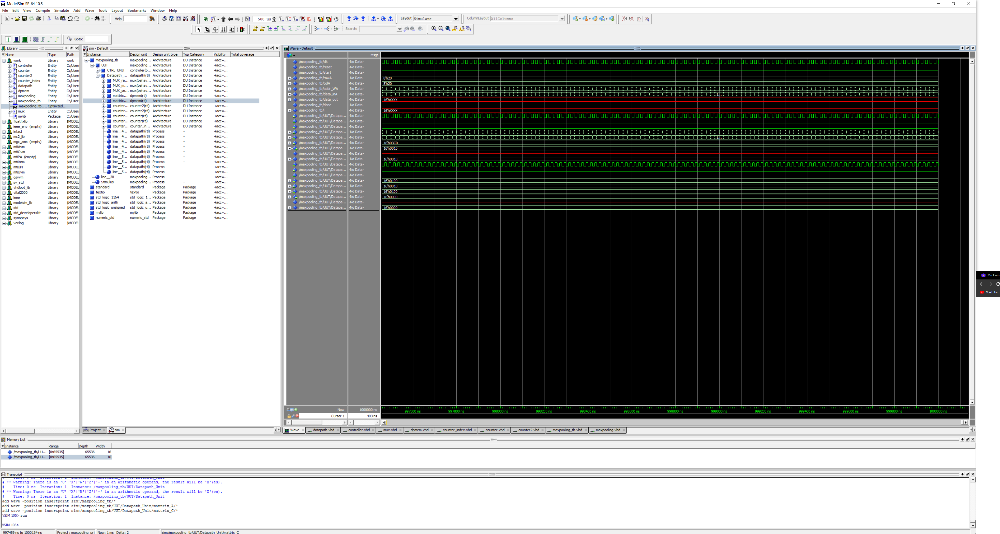 ModelSim SE-64 10.5
File Edit View Compile Simulate Add Wave Tools Layout Bookmarks Window Help
Help
500 us
Layout Simulate
ColumnLayout AllColumns
Search:
Goto:
Library
Name Type Path
work Library work
controller Entity C:/User:
counter Entity C:/User:
counter2 Entity C:/User:
counter_index Entity C:/User:
datapath Entity C:/User:
dpmem Entity C:/User:
maxpooling Entity C:/User:
maxpooling_tb Entity C:/User:
maxpooling_tb_... Optimized...
mux Entity C:/User:
mylib Package C:/User:
floatfixlib Library $MODEL
ieee_env (empty) Library $MODEL
infact Library $MODEL
mc2_lib Library $MODEL
mgc_ams (empty) Library $MODEL
mtiAvm Library $MODEL
mtiOvm Library $MODEL
mtiPA (empty) Library $MODEL
mtiRnm Library $MODEL
mtiUPF Library $MODEL
mtiUvm Library $MODEL
osvvm Library $MODEL
sv_std Library $MODEL
vhdlopt_lib Library $MODEL
vital2000 Library $MODEL
ieee Library $MODEL
modelsim_lib Library $MODEL
std Library $MODEL
std_developerskit Library $MODEL
synopsys Library $MODEL
verilog Library $MODEL
sim - Default
Instance Design unit Design unit type Top Category Visibility Total coverage
maxpooling_tb maxpooling... Architecture DU Instance +acc=...
UUT maxpooling... Architecture DU Instance +acc=...
CTRL_UNIT controller(b... Architecture DU Instance +acc=...
Datapath_... datapath(rtl) Architecture DU Instance +acc=...
MUX_re... mux(behav... Architecture DU Instance +acc=...
MUX_m... mux(behav... Architecture DU Instance +acc=...
MUX_se... mux(behav... Architecture DU Instance +acc=...
mattrix... dpmem(rtl) Architecture DU Instance +acc=...
mattrix... dpmem(rtl) Architecture DU Instance +acc=...
counter... counter2(rtl) Architecture DU Instance +acc=...
counter... counter2(rtl) Architecture DU Instance +acc=...
counter... counter(rtl) Architecture DU Instance +acc=...
counter... counter(rtl) Architecture DU Instance +acc=...
counter... counter_in... Architecture DU Instance +acc=...
line__4... datapath(rtl) Process - +acc=...
line__4... datapath(rtl) Process - +acc=...
line__4... datapath(rtl) Process - +acc=...
line__4... datapath(rtl) Process - +acc=...
line__4... datapath(rtl) Process - +acc=...
line__5... datapath(rtl) Process - +acc=...
line__5... datapath(rtl) Process - +acc=...
line__5... datapath(rtl) Process - +acc=...
line__5... datapath(rtl) Process - +acc=...
line__38 maxpooling... Process - +acc=...
Stimulus maxpooling... Process - +acc=...
standard standard Package Package +acc=...
textio textio Package Package +acc=...
std_logic_1164 std_logic_1... Package Package +acc=...
std_logic_arith std_logic_a... Package Package +acc=...
std_logic_unsigned std_logic_u... Package Package +acc=...
mylib mylib Package Package +acc=...
numeric_std numeric_std Package Package +acc=...
Project sim
Wave - Default
Msgs
/maxpooling_tb/clk -No Data-
/maxpooling_tb/reset -No Data-
/maxpooling_tb/start -No Data-
/maxpooling_tb/rowA -No Data- 8'h20
/maxpooling_tb/colA -No Data- 8'h20
/maxpooling_tb/addr_WA -No Data-
/maxpooling_tb/data_inA -No Data- 1...
/maxpooling_tb/data_out -No Data- 16'hXXXX
/maxpooling_tb/done -No Data-
/maxpooling_tb/i -No Data- 16'hXXXX
/maxpooling_tb/UUT/Datapa... -No Data-
/maxpooling_tb/UUT/Datapa... -No Data-
/maxpooling_tb/UUT/Datapa... -No Data-
/maxpooling_tb/UUT/Datapa... -No Data-
/maxpooling_tb/UUT/Datapa... -No Data- 1...
/maxpooling_tb/UUT/Datapa... -No Data- 16'h03C0
/maxpooling_tb/UUT/Datapa... -No Data- 16'h0010
/maxpooling_tb/UUT/Datapa... -No Data-
/maxpooling_tb/UUT/Datapa... -No Data- 16'h0010
/maxpooling_tb/UUT/Datapa... -No Data-
/maxpooling_tb/UUT/Datapa... -No Data-
/maxpooling_tb/UUT/Datapa... -No Data-
/maxpooling_tb/UUT/Datapa... -No Data- 16'h0100
/maxpooling_tb/UUT/Datapa... -No Data- 16'h0010
/maxpooling_tb/UUT/Datapa... -No Data- 16'h0100
/maxpooling_tb/UUT/Datapa... -No Data- 16'h0000
/maxpooling_tb/UUT/Datapa... -No Data-
/maxpooling_tb/UUT/Datapa... -No Data- 16'h0000
Now 1000000 ns
Cursor 1 403 ns
997600 ns 997800 ns 998000 ns 998200 ns 998400 ns 998600 ns 998800 ns 999000 ns 999200 ns 999400 ns 999600 ns 999800 ns 1000000 ns
Wave datapath.vhd controller.vhd mux.vhd dpmem.vhd counter_index.vhd counter.vhd counter2.vhd maxpooling_tb.vhd maxpooling.vhd
MixiGami
YouTube
Memory List
Instance Range Depth Width
/maxpooling_tb/UU... [0:65535] 65536 16
/maxpooling_tb/UU... [0:65535] 65536 16
Transcript
# ** Warning: There is an 'U'|'X'|'W'|'Z'|'-' in an arithmetic operand, the result will be 'X'(es).
# Time: 0 ns Iteration: 1 Instance: /maxpooling_tb/UUT/Datapath_Unit
# ** Warning: There is an 'U'|'X'|'W'|'Z'|'-' in an arithmetic operand, the result will be 'X'(es).
# Time: 0 ns Iteration: 1 Instance: /maxpooling_tb/UUT/Datapath_Unit
add wave -position insertpoint sim:/maxpooling_tb/*
add wave -position insertpoint sim:/maxpooling_tb/UUT/Datapath_Unit/mattrix_A/*
add wave -position insertpoint sim:/maxpooling_tb/UUT/Datapath_Unit/mattrix_C/*
VSIM 105> run
VSIM 106>
997459 ns to 1000134 ns Project : maxpooling_prj Now: 1 ms Delta: 2 sim:/maxpooling_tb/UUT/Datapath_Unit/mattrix_C